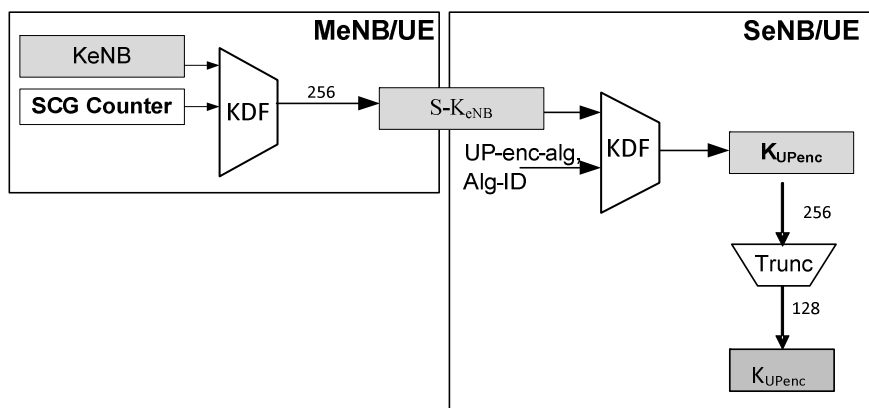 MeNB/UE
KeNB
SCG Counter
KDF
256
S-KeNB
SeNB/UE
UP-enc-alg,
Alg-ID
KDF
KUPenc
256
Trunc
128
KUPenc